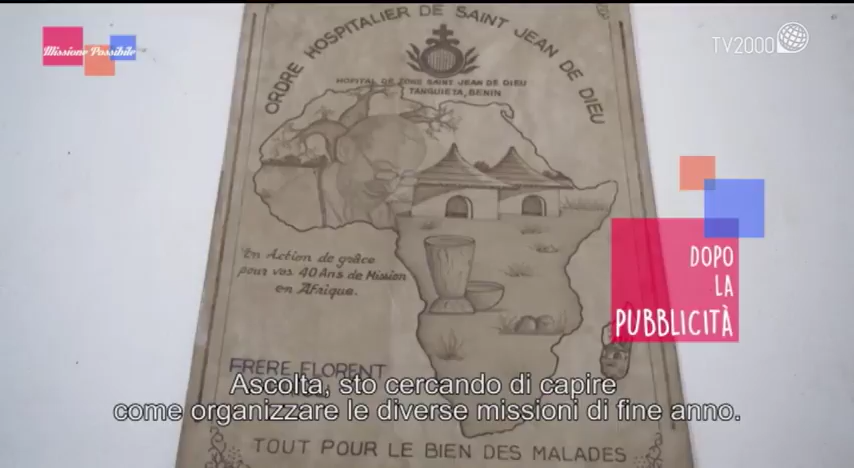 Missione Possibile
TV2000
ORDRE HOSPITALIER DE SAINT JEAN DE DIEU
HOPITAL DE ZONE SAINT JEAN DE DIEU
TANGUIETA, BENIN
En Action de grâce
pour vos 40 Ans de Mission
en Afrique.
DOPO
LA
PUBBLICITÀ
FRERE FLORENT
Ascolta, sto cercando di capire
come organizzare le diverse missioni di fine anno.
TOUT POUR LE BIEN DES MALADES